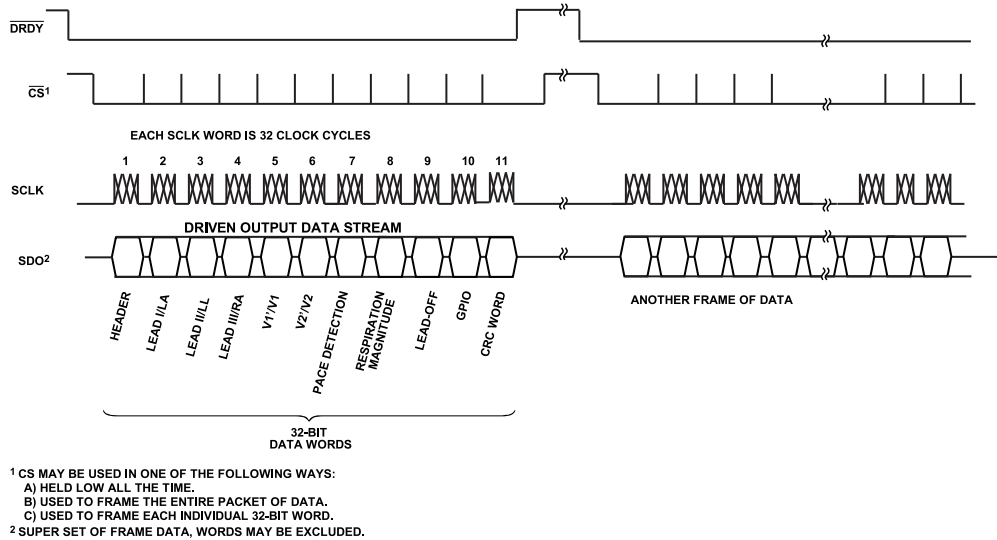 DRDY
CS1
EACH SCLK WORD IS 32 CLOCK CYCLES
1 2 3 4 5 6 7 8 9 10 11
SCLK
DRIVEN OUTPUT DATA STREAM
SDO2
HEADER
LEAD I/LA
LEAD II/LL
LEAD III/RA
V1'/V1
V2'/V2
PACE DETECTION
RESPIRATION
MAGNITUDE
LEAD-OFF
GPIO
CRC WORD
ANOTHER FRAME OF DATA
32-BIT
DATA WORDS
1 CS MAY BE USED IN ONE OF THE FOLLOWING WAYS:
A) HELD LOW ALL THE TIME.
B) USED TO FRAME THE ENTIRE PACKET OF DATA.
C) USED TO FRAME EACH INDIVIDUAL 32-BIT WORD.
2 SUPER SET OF FRAME DATA, WORDS MAY BE EXCLUDED.